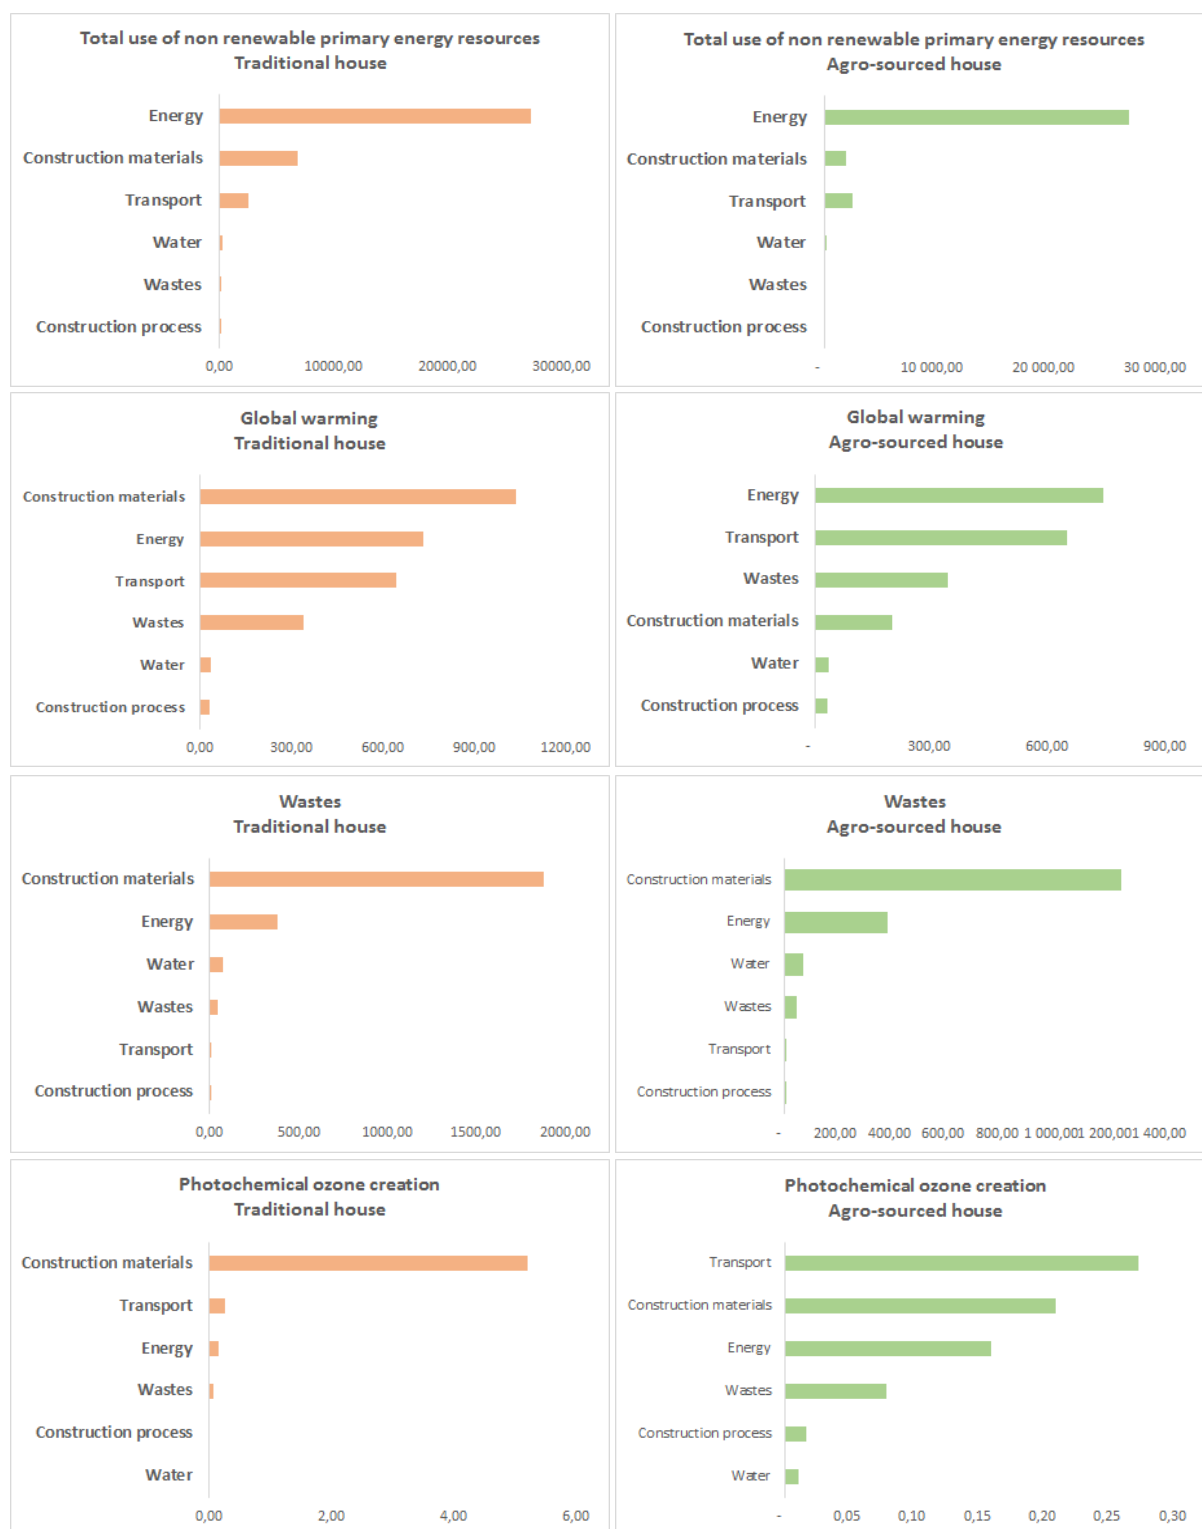 Total use of non renewable primary energy resources
Traditional house
Energy
Construction materials
Transport
Water
Wastes
Construction process
0,00 10000,00 20000,00 30000,00
Total use of non renewable primary energy resources
Agro-sourced house
Energy
Construction materials
Transport
Water
Wastes
Construction process
- 10 000,00 20 000,00 30 000,00
Global warming
Traditional house
Construction materials
Energy
Transport
Wastes
Water
Construction process
0,00 300,00 600,00 900,00 1200,00
Global warming
Agro-sourced house
Energy
Transport
Wastes
Construction materials
Water
Construction process
- 300,00 600,00 900,00
Wastes
Traditional house
Construction materials
Energy
Water
Wastes
Transport
Construction process
0,00 500,00 1000,00 1500,00 2000,00
Wastes
Agro-sourced house
Construction materials
Energy
Water
Wastes
Transport
Construction process
- 200,00 400,00 600,00 800,00 1 000,001 200,001 400,00
Photochemical ozone creation
Traditional house
Construction materials
Transport
Energy
Wastes
Construction process
Water
0,00 2,00 4,00 6,00
Photochemical ozone creation
Agro-sourced house
Transport
Construction materials
Energy
Wastes
Construction process
Water
- 0,05 0,10 0,15 0,20 0,25 0,30